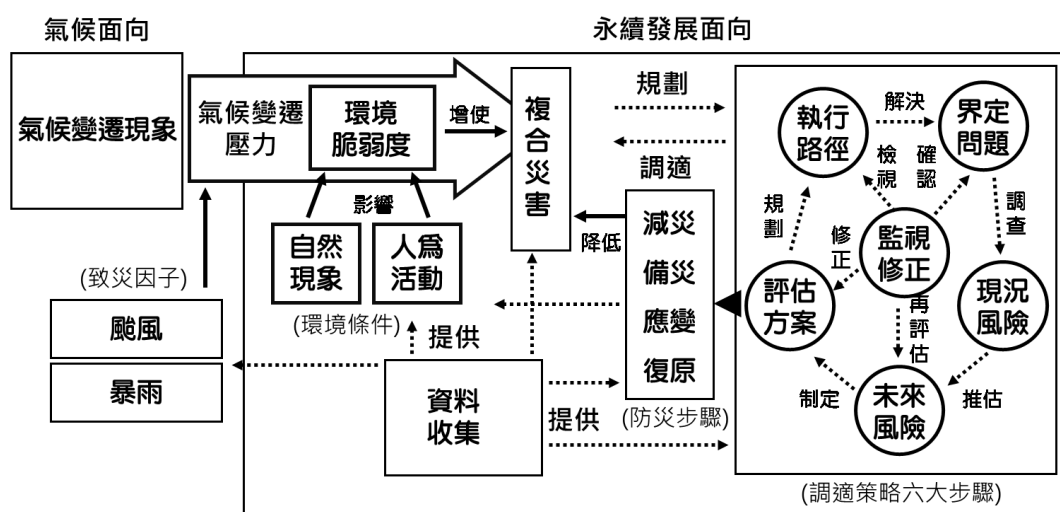 氣候面向
永續發展面向
氣候變遷現象
氣候變遷
壓力
環境
脆弱度
增使
複
合
災
害
規劃
調適
影響
自然
現象
人為
活動
(環境條件)
(致災因子)
颱風
暴雨
降低
減災
備災
應變
復原
(防災步驟)
提供
資料
收集
提供
執行
路徑
解決
界定
問題
檢
視
確
認
調
查
規
劃
修
正
監視
修正
評估
方案
現況
風險
再
評
估
制定
未來
風險
推估
(調適策略六大步驟)